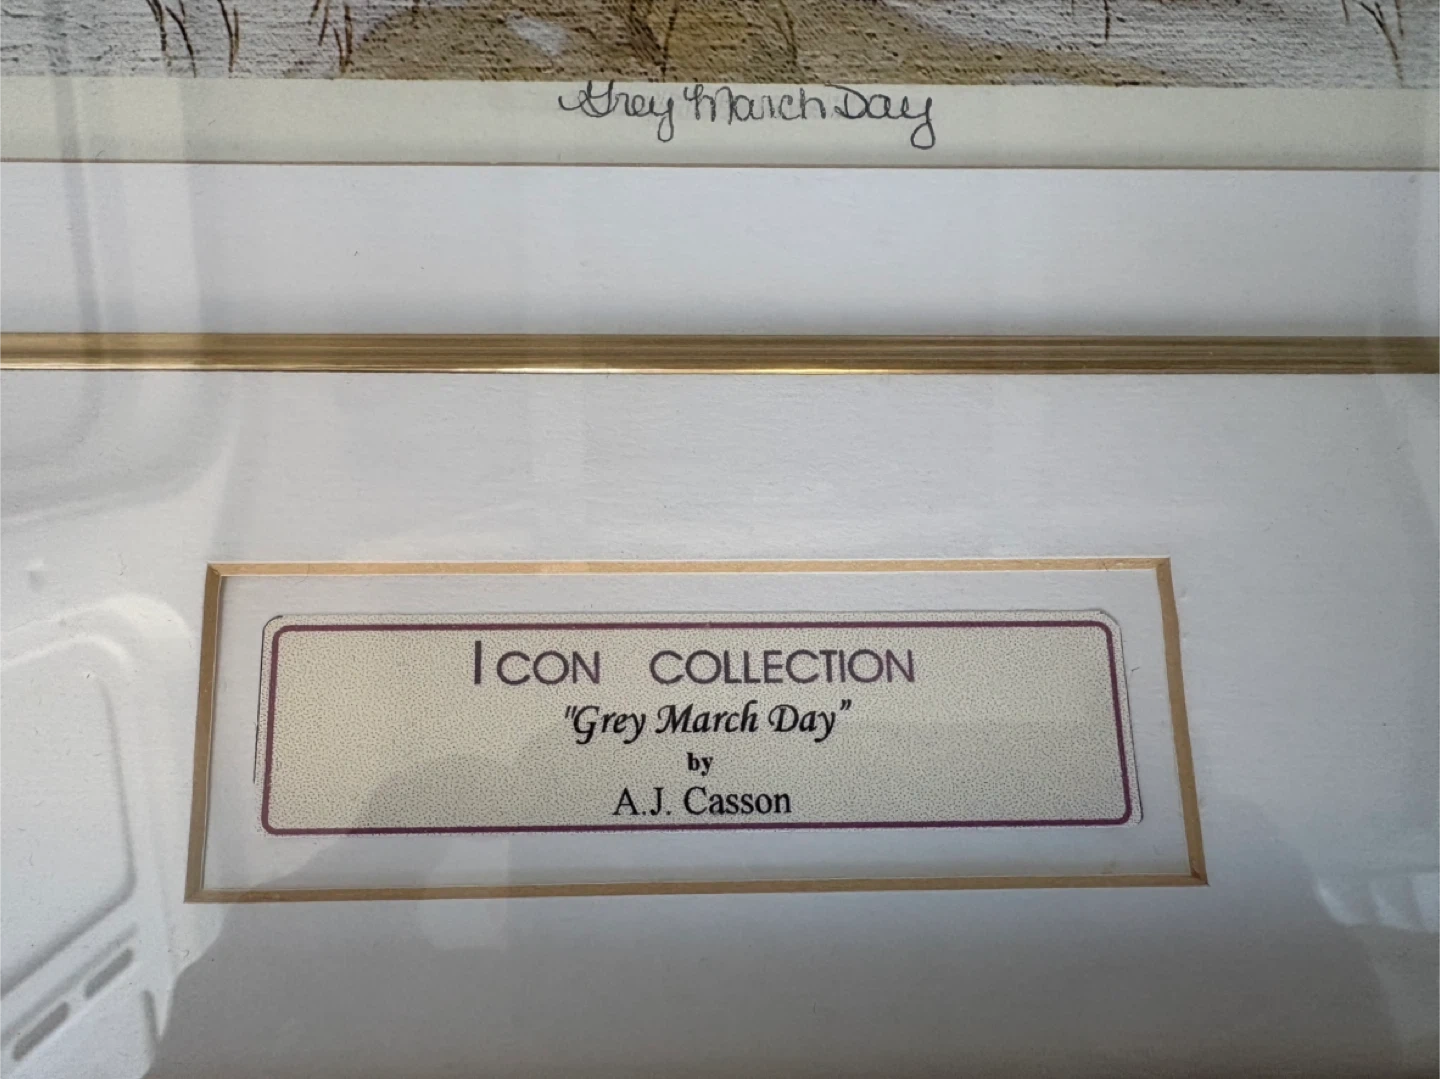 Grey March Day
ICON COLLECTION
"Grey March Day"
by
A.J. Casson